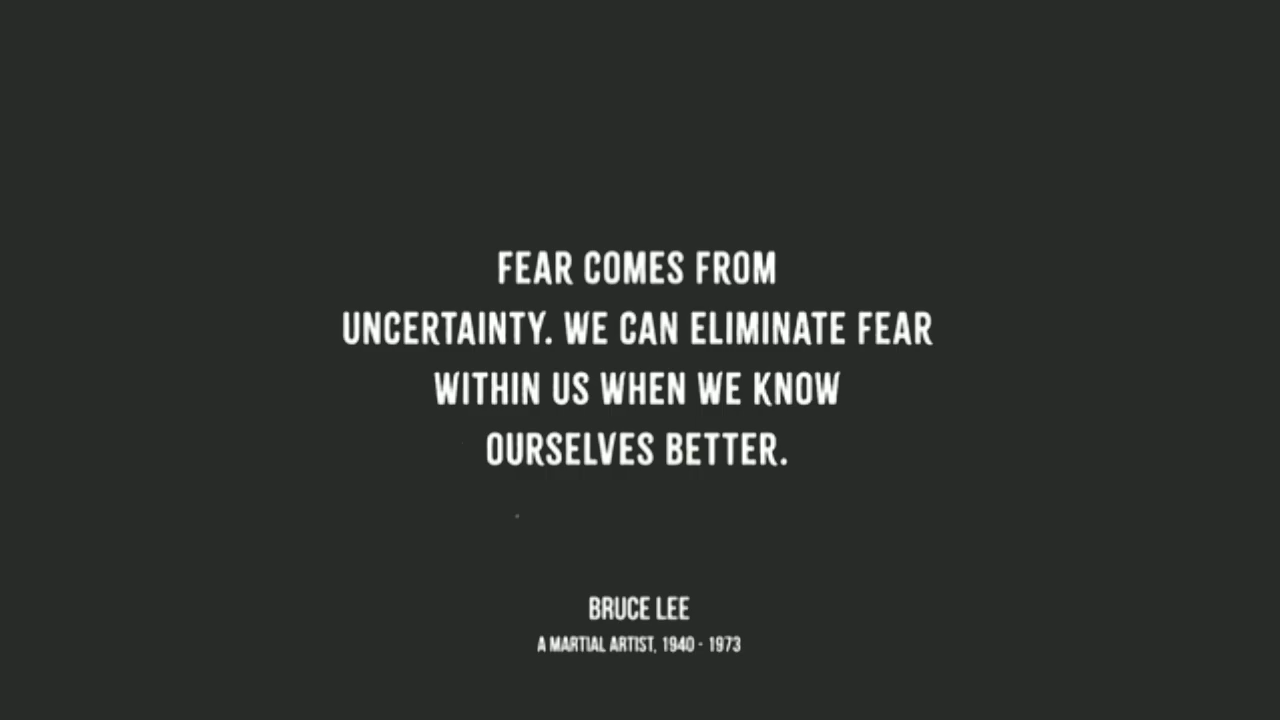 FEAR COMES FROM
UNCERTAINTY. WE CAN ELIMINATE FEAR
WITHIN US WHEN WE KNOW
OURSELVES BETTER.
BRUCE LEE
A MARTIAL ARTIST, 1940 - 1973